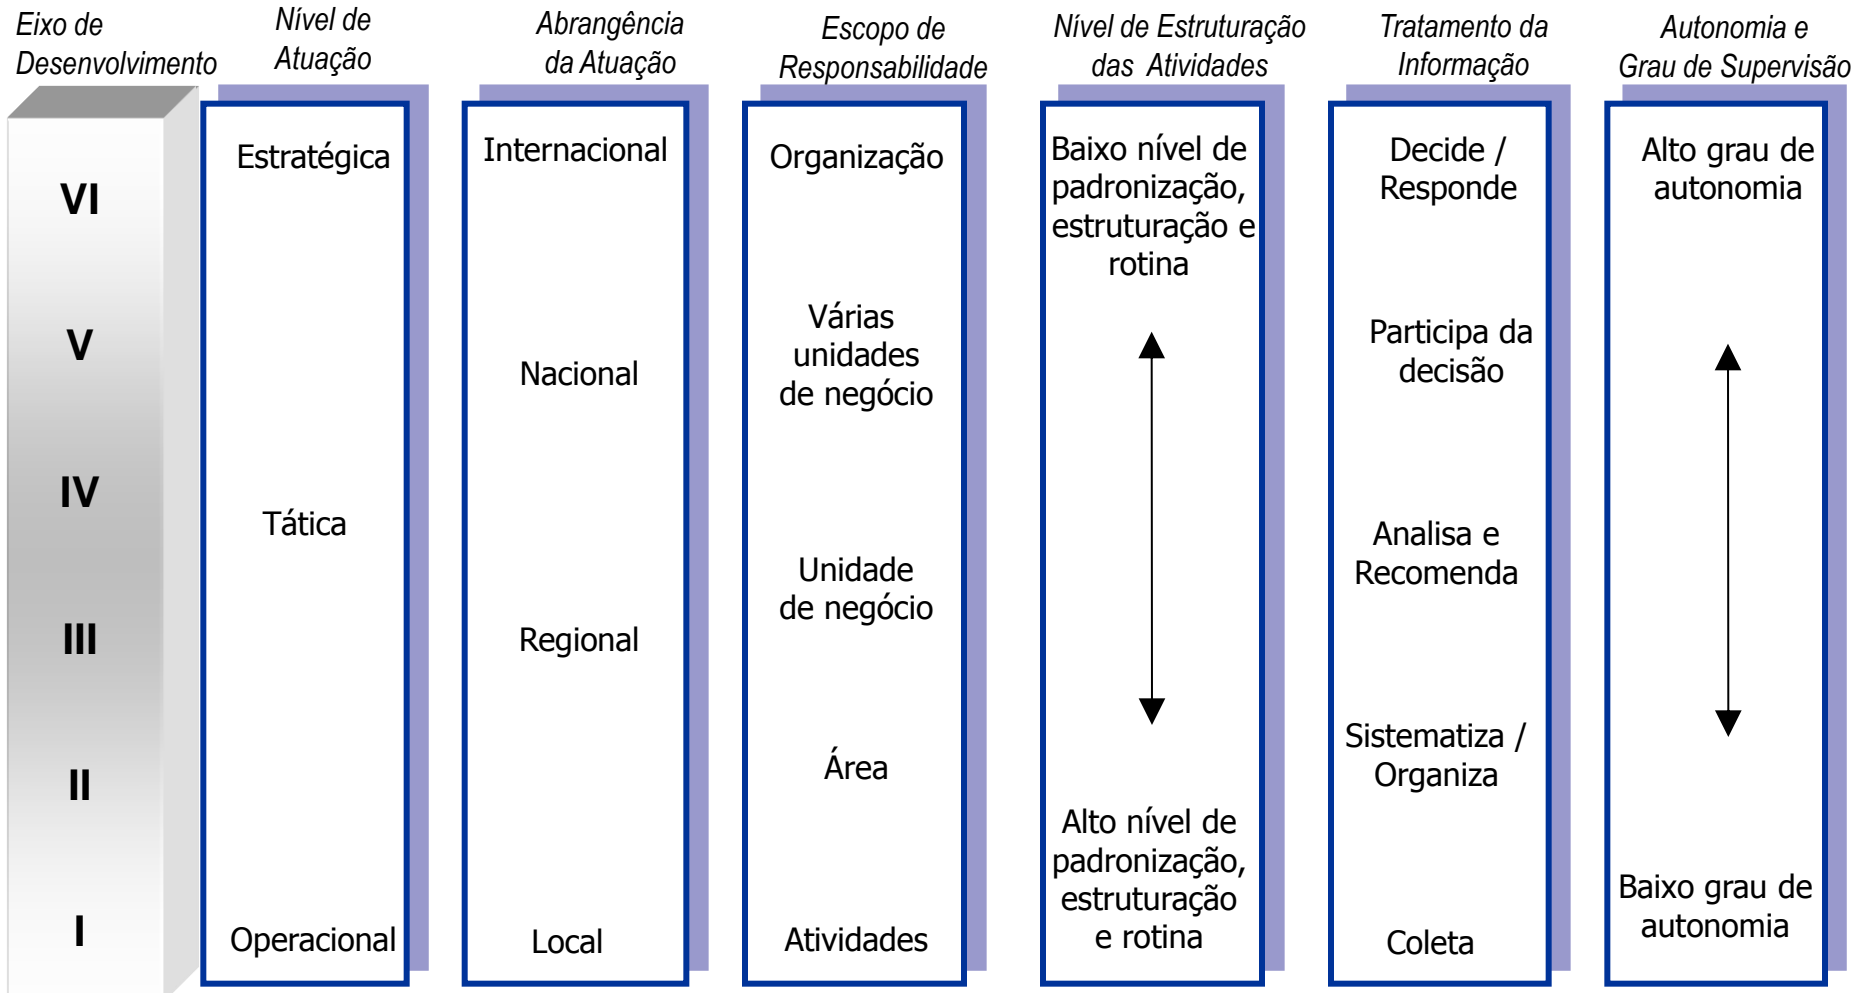 Eixo de
Desenvolvimento
Nível de
Atuação
Abrangência
da Atuação
Escopo de
Responsabilidade
Nível de Estruturação
das Atividades
Tratamento da
Informação
Autonomia e
Grau de Supervisão
VI
V
IV
III
II
I
Estratégica
Tática
Operacional
Internacional
Nacional
Regional
Local
Organização
Várias
unidades
de negócio
Unidade
de negócio
Área
Atividades
Baixo nível de
padronização,
estruturação e
rotina
Alto nível de
padronização,
estruturação
e rotina
Decide /
Responde
Participa da
decisão
Analisa e
Recomenda
Sistematiza /
Organiza
Coleta
Alto grau de
autonomia
Baixo grau de
autonomia